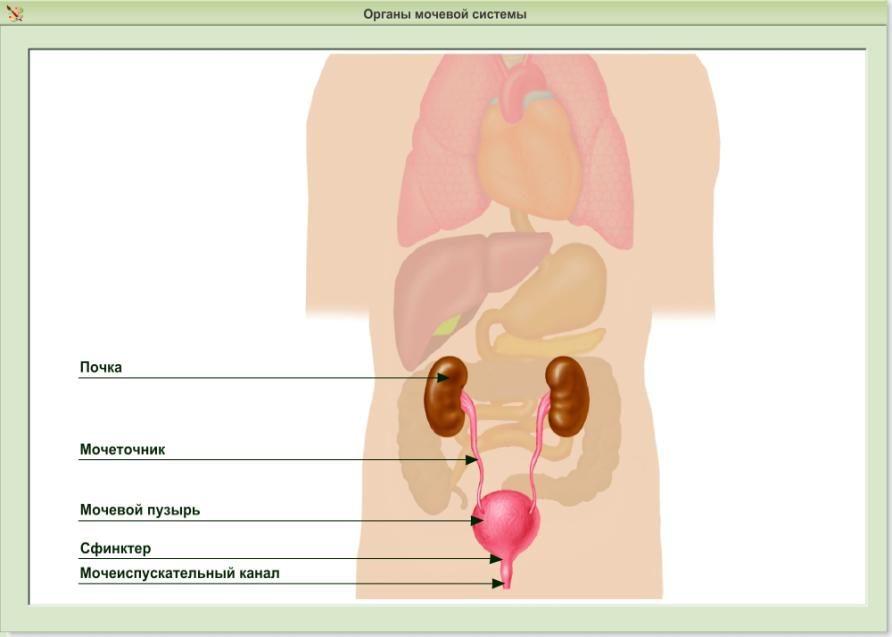 Органы мочевой системы
Почка
Мочеточник
Мочевой пузырь
Сфинктер
Мочеиспускательный канал